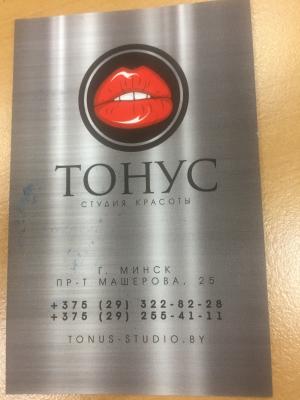 ТОНУС
СТУДИЯ КРАСОТЫ
Г. МИНСК
ПР-Т МАШЕРОВА, 25
+375 (29) 322-82-28
+375 (29) 255-41-11
TONUS-STUDIO.BY